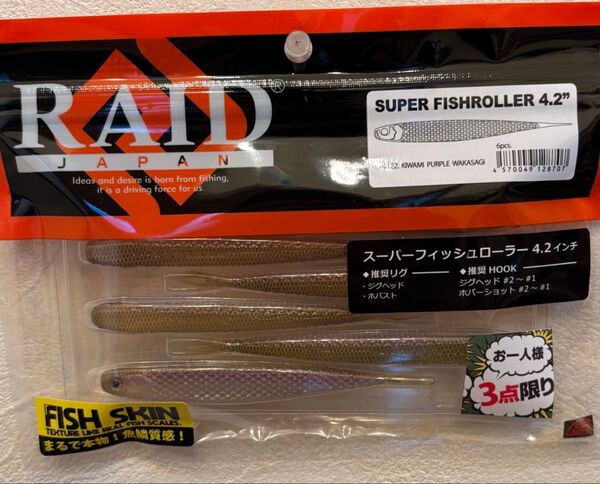 RAID®
JAPAN
Ideas and desire is born from fishing,
it is a driving force for us.
SUPER FISHROLLER 4.2”
6pcs.
KIWAMI PURPLE WAKASAGI
4 570049 128707
スーパーフィッシュローラー 4.2インチ
◆推奨リグ
・ジグヘッド
・ホバスト
◆推奨 HOOK
ジグヘッド #2～#1
ホバーショット #2～#1
お一人様
3点限り
FISH SKIN
TEXTURE LIKE REAL FISH SCALES.
まるで本物！魚鱗質感！